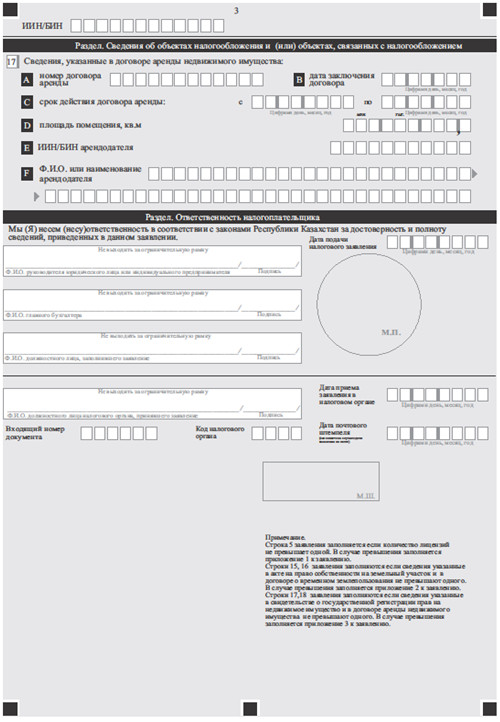 3
ИИН/БИН
Раздел. Сведения об объектах налогообложения и (или) объектах, связанных с налогообложением
17 Сведения, указанные в договоре аренды недвижимого имущества:
A номер договора аренды
B дата заключения договора
Цифрами день, месяц, год
C срок действия договора аренды: с по
Цифрами день, месяц, год
Цифрами день, месяц, год
D площадь помещения, кв.м
млн. тыс. ,
E ИИН/БИН арендодателя
F Ф.И.О. или наименование
арендодателя
Раздел. Ответственность налогоплательщика
Мы (Я) несем (несу)ответственность в соответствии с законами Республики Казахстан за достоверность и полноту
сведений, приведенных в данном заявлении.
Дата подачи
налогового заявления
Цифрами день, месяц, год
Не выходить за ограничительную рамку
/ /
Ф.И.О. руководителя юридического лица или индивидуального предпринимателя Подпись
Не выходить за ограничительную рамку
/ /
Ф.И.О. главного бухгалтера Подпись
М.П.
Не выходить за ограничительную рамку
/ /
Ф.И.О. должностного лица, заполнившего заявление Подпись
Не выходить за ограничительную рамку
/ /
Ф.И.О. должностного лица налогового органа, принявшего заявление Подпись
Дата приема
заявления в
налоговом органе
Цифрами день, месяц, год
Входящий номер
документа
Код налогового
органа
Дата почтового
штемпеля
Цифрами день, месяц, год
М.Ш.
Примечание.
Строка 5 заявления заполняется если количество лицензий
не превышает одной. В случае превышения заполняется
приложение 1 к заявлению.
Строки 15, 16 заявления заполняются если сведения указанные
в акте на право собственности на земельный участок и в
договоре о временном землепользовании не превышают одного.
В случае превышения заполняется приложение 2 к заявлению.
Строки 17,18 заявления заполняются если сведения указанные
в свидетельстве о государственной регистрации прав на
недвижимое имущество и в договоре аренды недвижимого
имущества не превышают одного. В случае превышения
заполняется приложение 3 к заявлению.